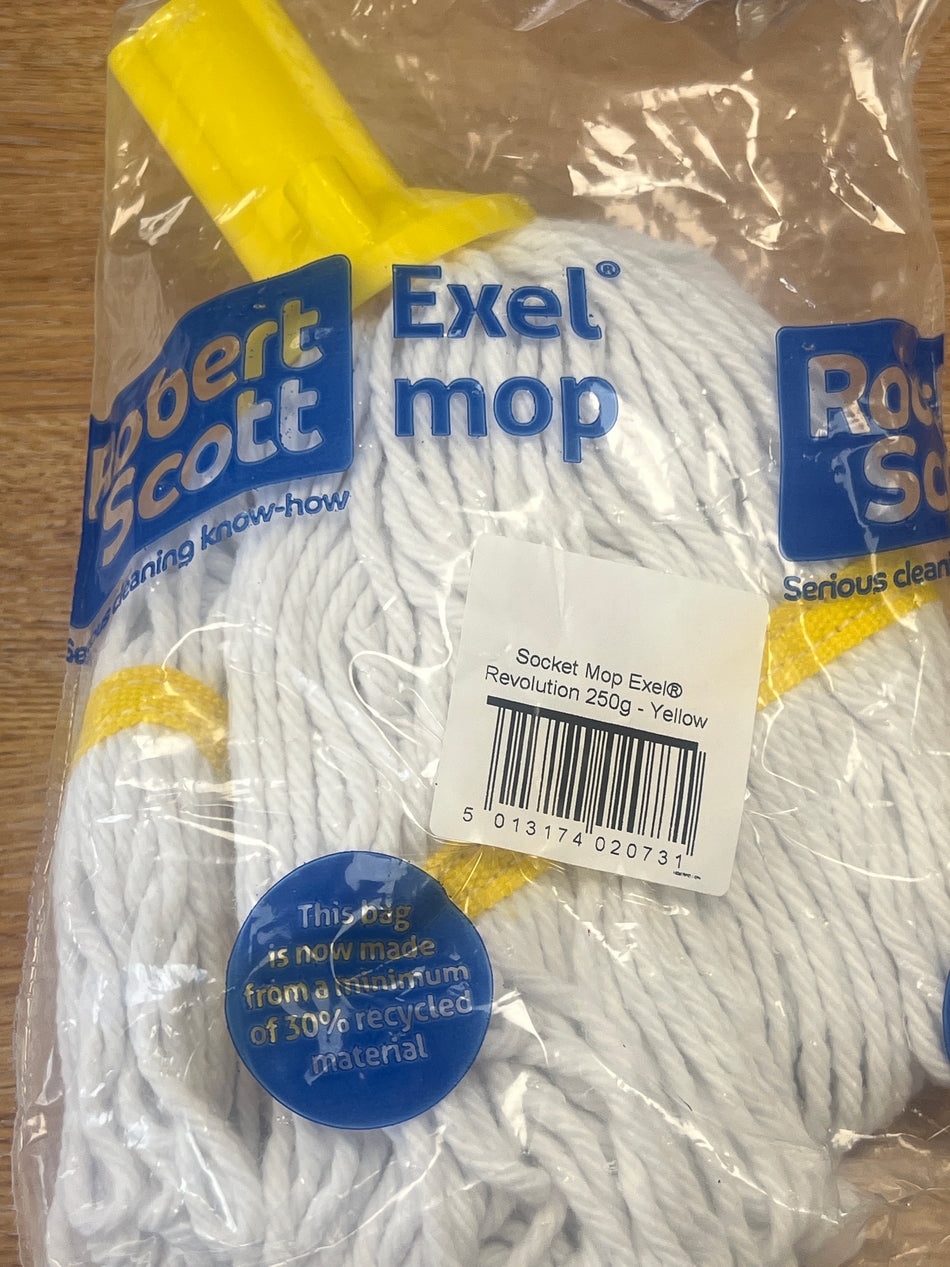 Exel®
mop
Robert
Scott
cleaning know-how
Serious clean
Socket Mop Exel®
Revolution 250g - Yellow
5 013174 020731
This bag
is now made
from a minimum
of 30% recycled
material